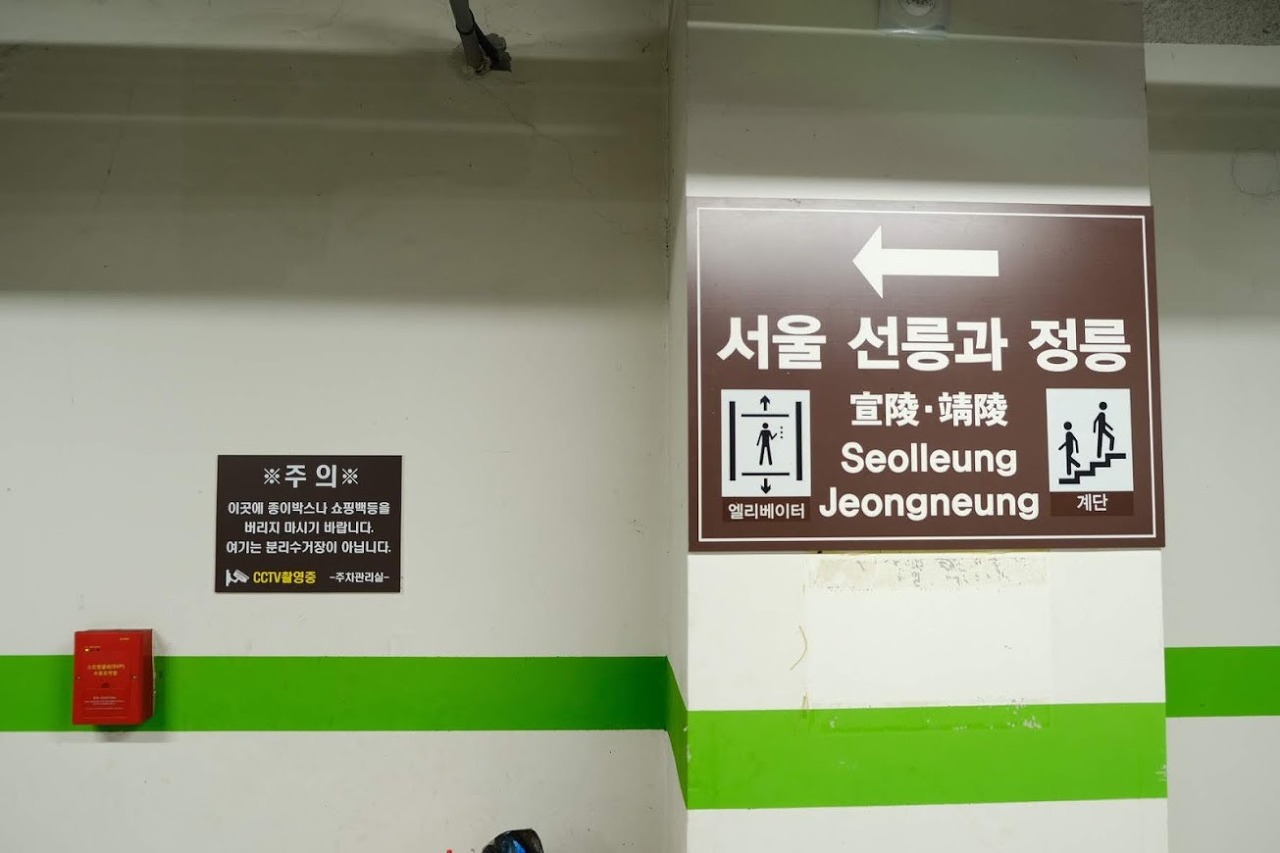 ※주 의※
이곳에 종이박스나 쇼핑백등을
버리지 마시기 바랍니다.
여기는 분리수거장이 아닙니다.
CCTV촬영중 -주차관리실-
서울 선릉과 정릉
宣陵·靖陵
Seolleung
Jeongneung
엘리베이터
계단